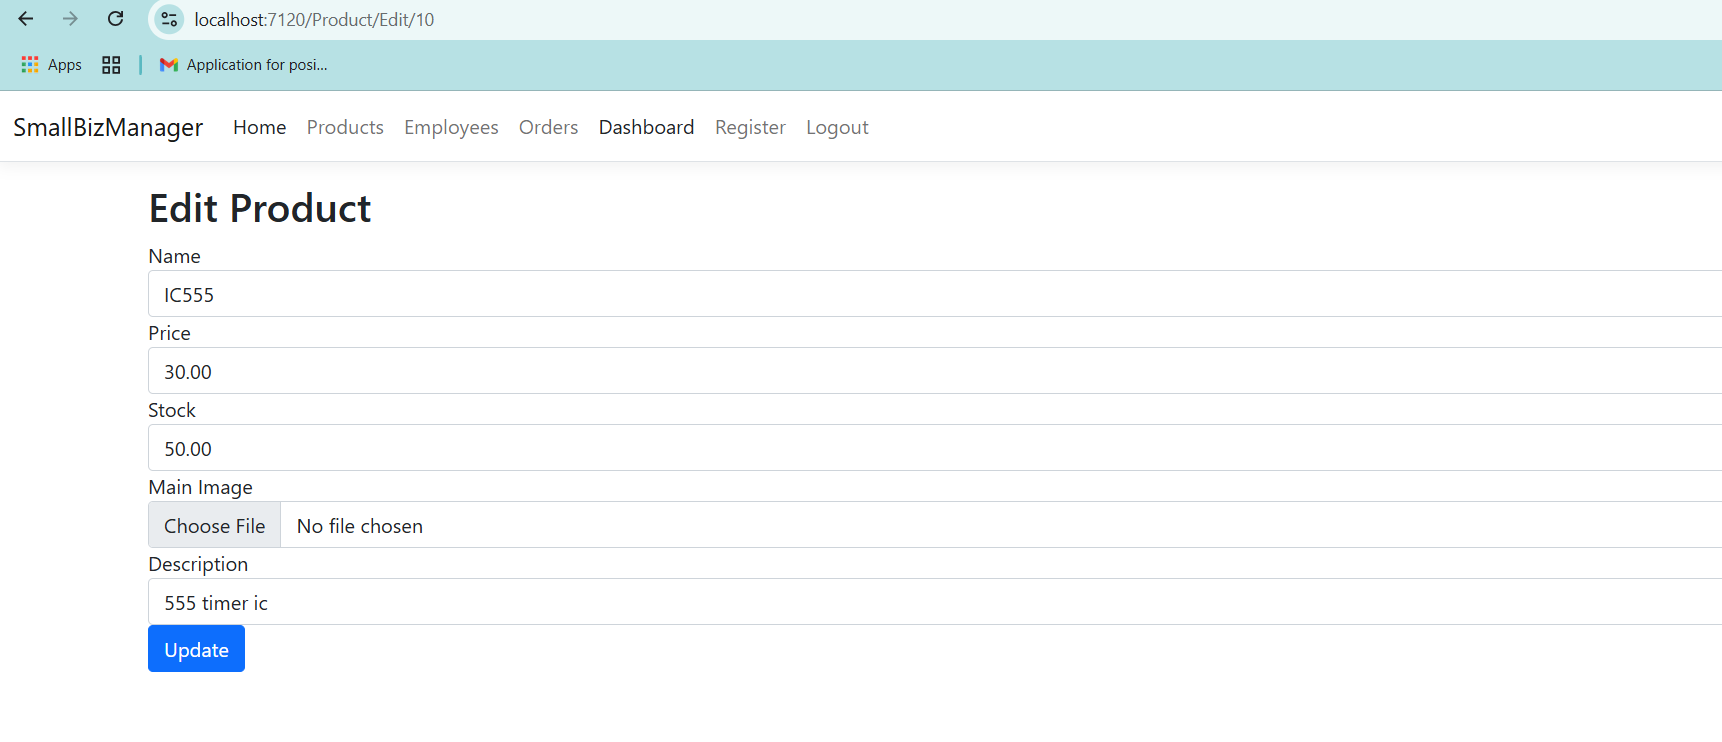 localhost:7120/Product/Edit/10
Apps Application for posi...
SmallBizManager Home Products Employees Orders Dashboard Register Logout
Edit Product
Name
IC555
Price
30.00
Stock
50.00
Main Image
Choose File No file chosen
Description
555 timer ic
Update